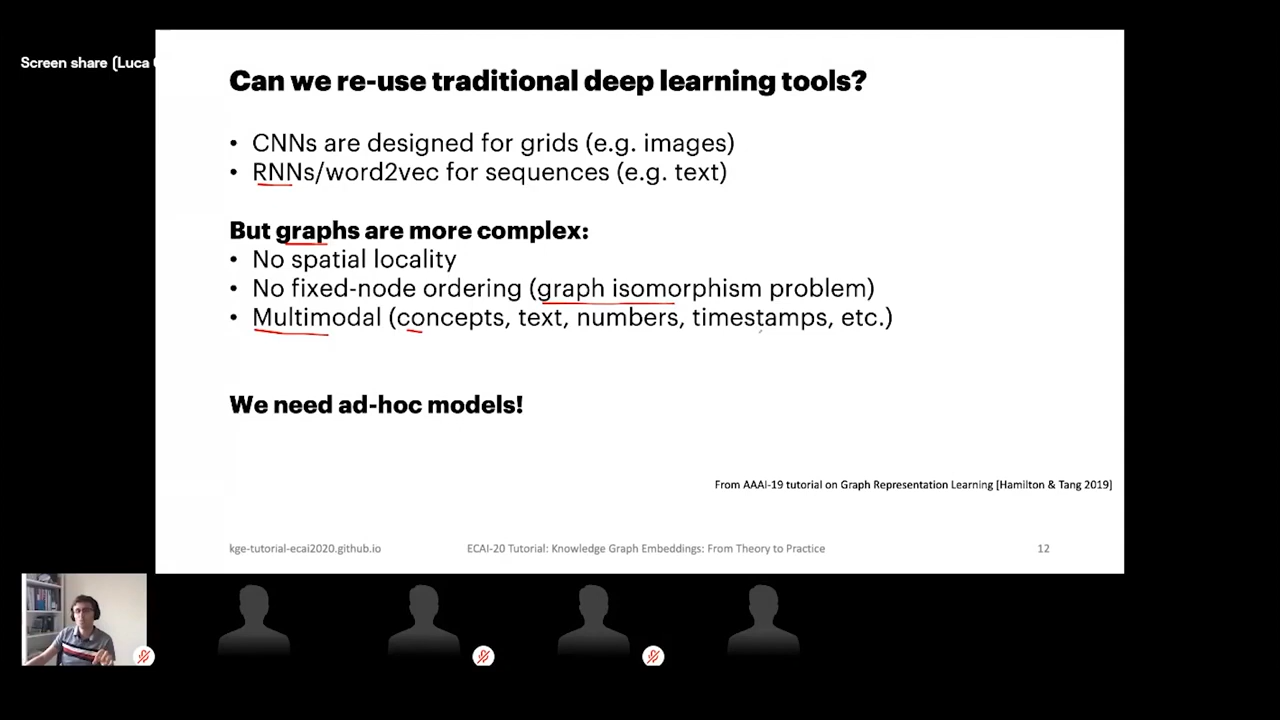 Screen share (Luca
Can we re-use traditional deep learning tools?
• CNNs are designed for grids (e.g. images)
• RNNs/word2vec for sequences (e.g. text)
But graphs are more complex:
• No spatial locality
• No fixed-node ordering (graph isomorphism problem)
• Multimodal (concepts, text, numbers, timestamps, etc.)
We need ad-hoc models!
From AAAI-19 tutorial on Graph Representation Learning [Hamilton & Tang 2019]
kge-tutorial-ecai2020.github.io ECAI-20 Tutorial: Knowledge Graph Embeddings: From Theory to Practice 12